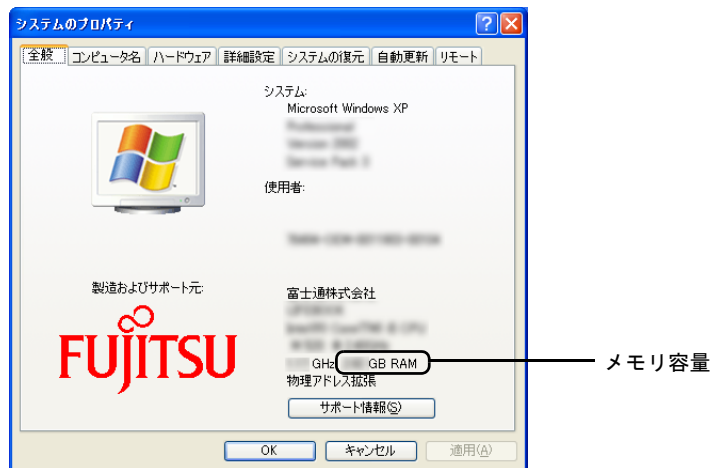 システムのプロパティ
全般 コンピュータ名 ハードウェア 詳細設定 システムの復元 自動更新 リモート
システム:
Microsoft Windows XP
使用者:
製造およびサポート元:
FUJITSU
富士通株式会社
GHz GB RAM
メモリ容量
物理アドレス拡張
サポート情報(S)
OK キャンセル 適用(A)